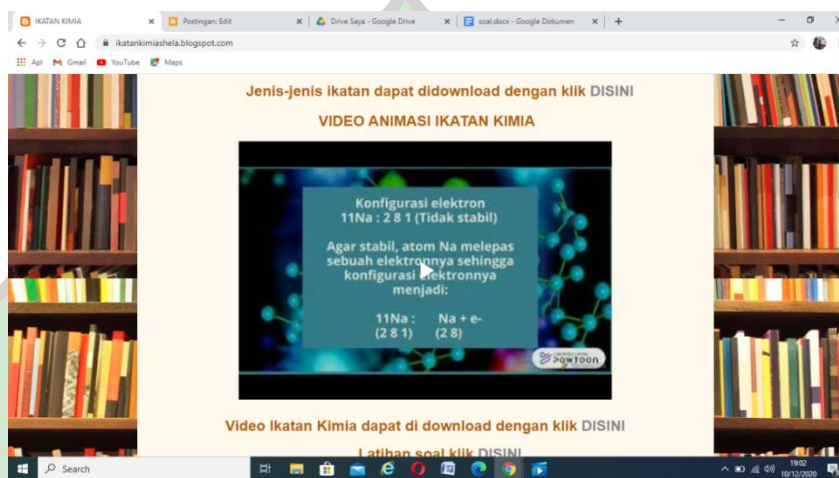 IKATAN KIMIA
Postingan: Edit
Drive Saya - Google Drive
soal.docx - Google Dokumen
ikatankimiashela.blogspot.com
Apl
Gmail
YouTube
Maps
Jenis-jenis ikatan dapat didownload dengan klik DISINI
VIDEO ANIMASI IKATAN KIMIA
Konfigurasi elektron
11Na : 2 8 1 (Tidak stabil)
Agar stabil, atom Na melepas
sebuah elektronnya sehingga
konfigurasi elektronnya
menjadi:
11Na : Na + e-
(2 8 1) (2 8)
POWTOON
Video Ikatan Kimia dapat di download dengan klik DISINI
Latihan soal klik DISINI
Search
19:02
10/12/2020